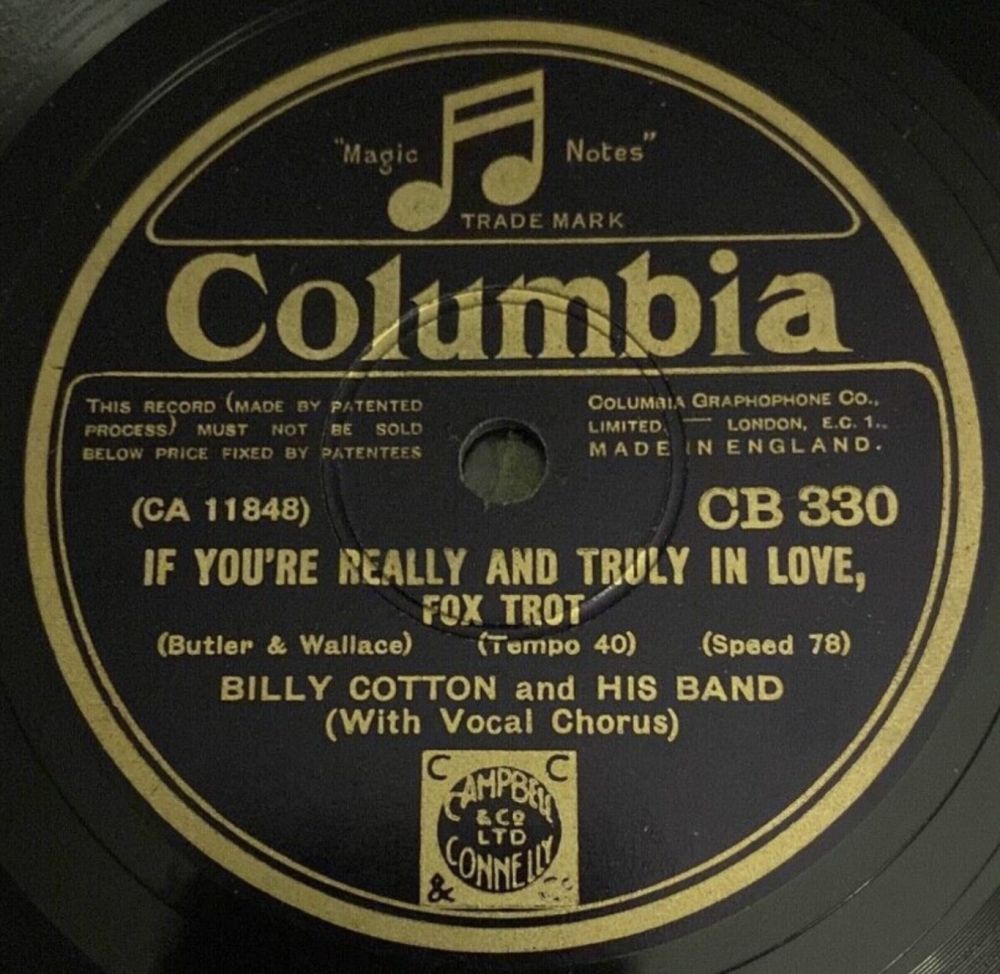 "Magic Notes"
TRADE MARK
Columbia
THIS RECORD (MADE BY PATENTED
PROCESS) MUST NOT BE SOLD
BELOW PRICE FIXED BY PATENTEES
COLUMBIA GRAPHOPHONE CO.,
LIMITED, LONDON, E.C. 1..
MADE IN ENGLAND.
(CA 11848)
CB 330
IF YOU'RE REALLY AND TRULY IN LOVE,
FOX TROT
(Butler & Wallace) (Tempo 40) (Speed 78)
BILLY COTTON and HIS BAND
(With Vocal Chorus)
C C
CAMPBELL
& Co
LTD
CONNELLY
&